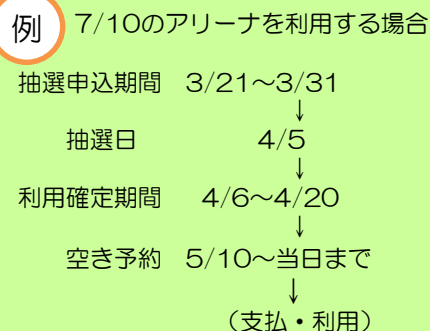 例 7/10のアリーナを利用する場合
抽選申込期間 3/21～3/31
↓
抽選日 4/5
↓
利用確定期間 4/6～4/20
↓
空き予約 5/10～当日まで
↓
（支払・利用）